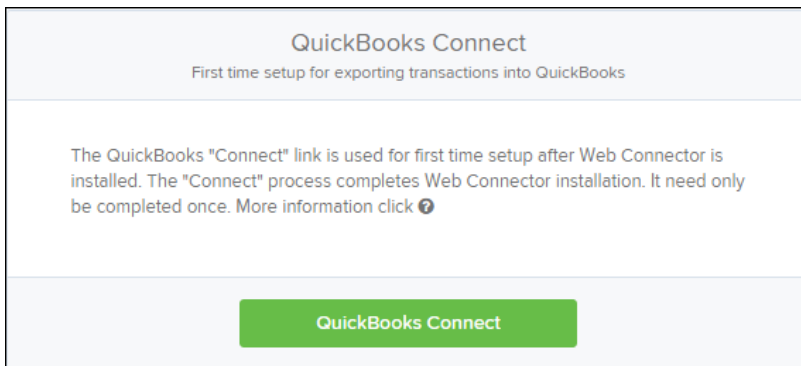 QuickBooks Connect
First time setup for exporting transactions into QuickBooks
The QuickBooks "Connect" link is used for first time setup after Web Connector is
installed. The "Connect" process completes Web Connector installation. It need only
be completed once. More information click ?
QuickBooks Connect